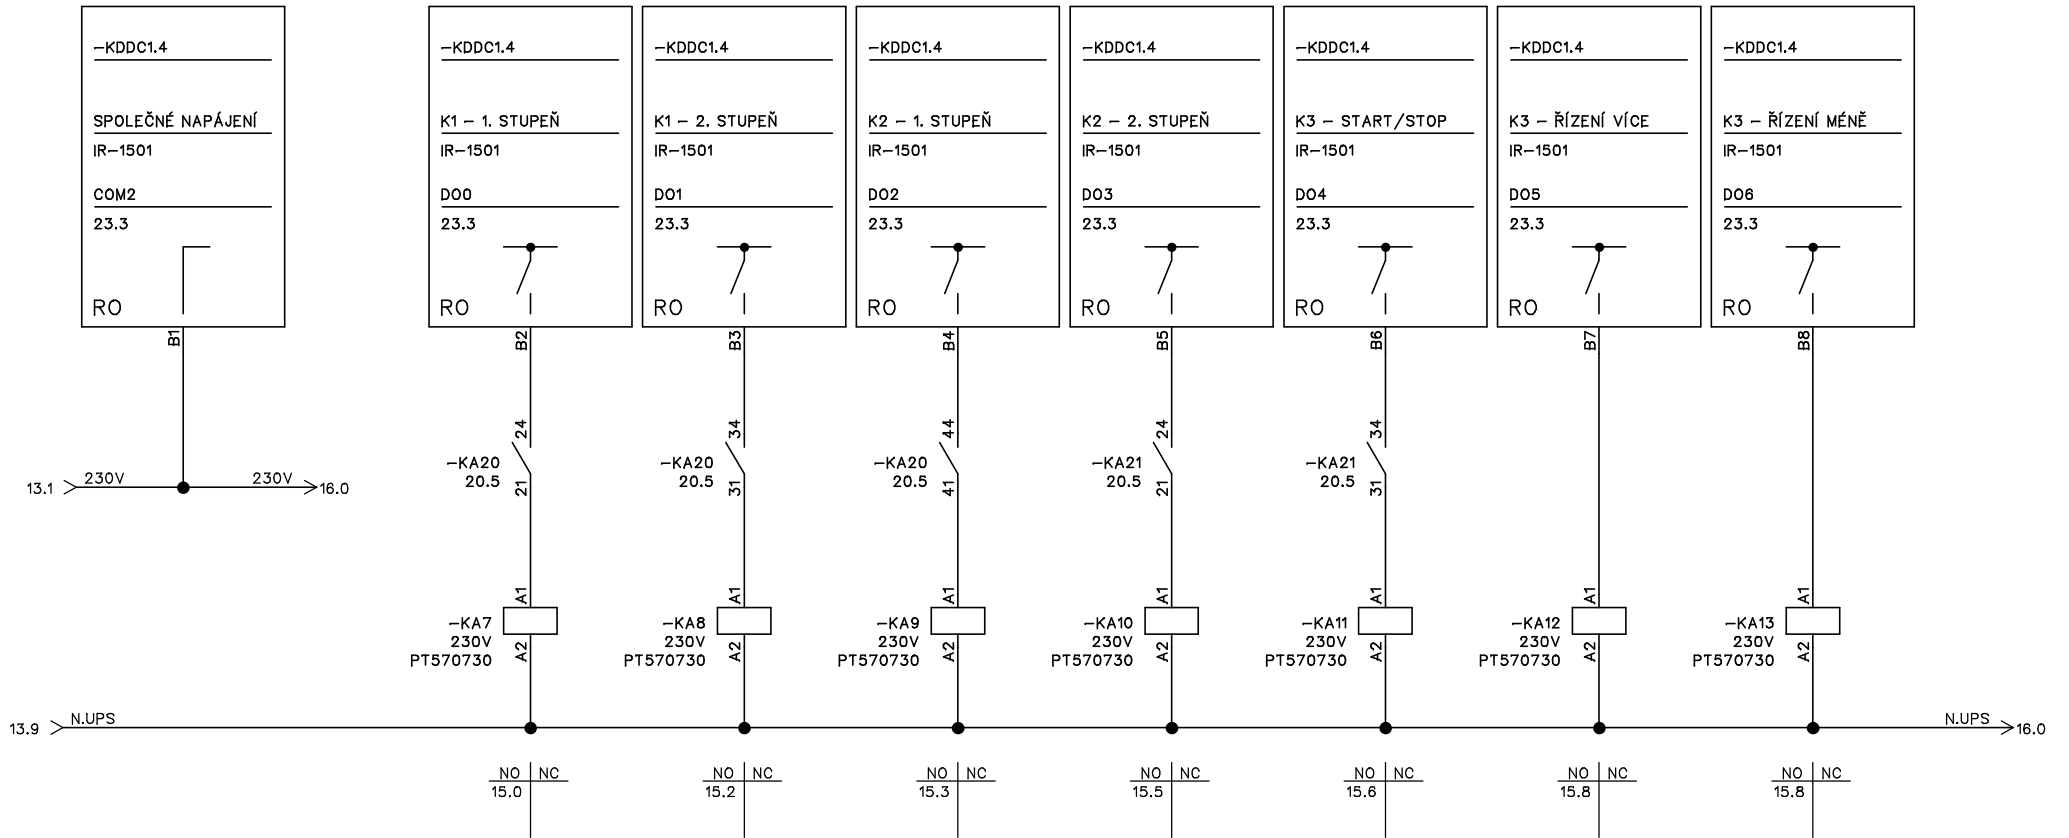 –KDDC1.4
SPOLEČNÉ NAPÁJENÍ
IR–1501
COM2
23.3
RO
B1
13.1
230V
230V
16.0
–KDDC1.4
K1 – 1. STUPEŇ
IR–1501
DO0
23.3
RO
B2
24
–KA20
20.5
21
A1
–KA7
230V
PT570730
A2
–KDDC1.4
K1 – 2. STUPEŇ
IR–1501
DO1
23.3
RO
B3
34
–KA20
20.5
31
A1
–KA8
230V
PT570730
A2
–KDDC1.4
K2 – 1. STUPEŇ
IR–1501
DO2
23.3
RO
B4
44
–KA20
20.5
41
A1
–KA9
230V
PT570730
A2
–KDDC1.4
K2 – 2. STUPEŇ
IR–1501
DO3
23.3
RO
B5
24
–KA21
20.5
21
A1
–KA10
230V
PT570730
A2
–KDDC1.4
K3 – START/STOP
IR–1501
DO4
23.3
RO
B6
34
–KA21
20.5
31
A1
–KA11
230V
PT570730
A2
–KDDC1.4
K3 – ŘÍZENÍ VÍCE
IR–1501
DO5
23.3
RO
B7
A1
–KA12
230V
PT570730
A2
–KDDC1.4
K3 – ŘÍZENÍ MÉNĚ
IR–1501
DO6
23.3
RO
B8
A1
–KA13
230V
PT570730
A2
13.9
N.UPS
N.UPS
16.0
NO NC
15.0
NO NC
15.2
NO NC
15.3
NO NC
15.5
NO NC
15.6
NO NC
15.8
NO NC
15.8